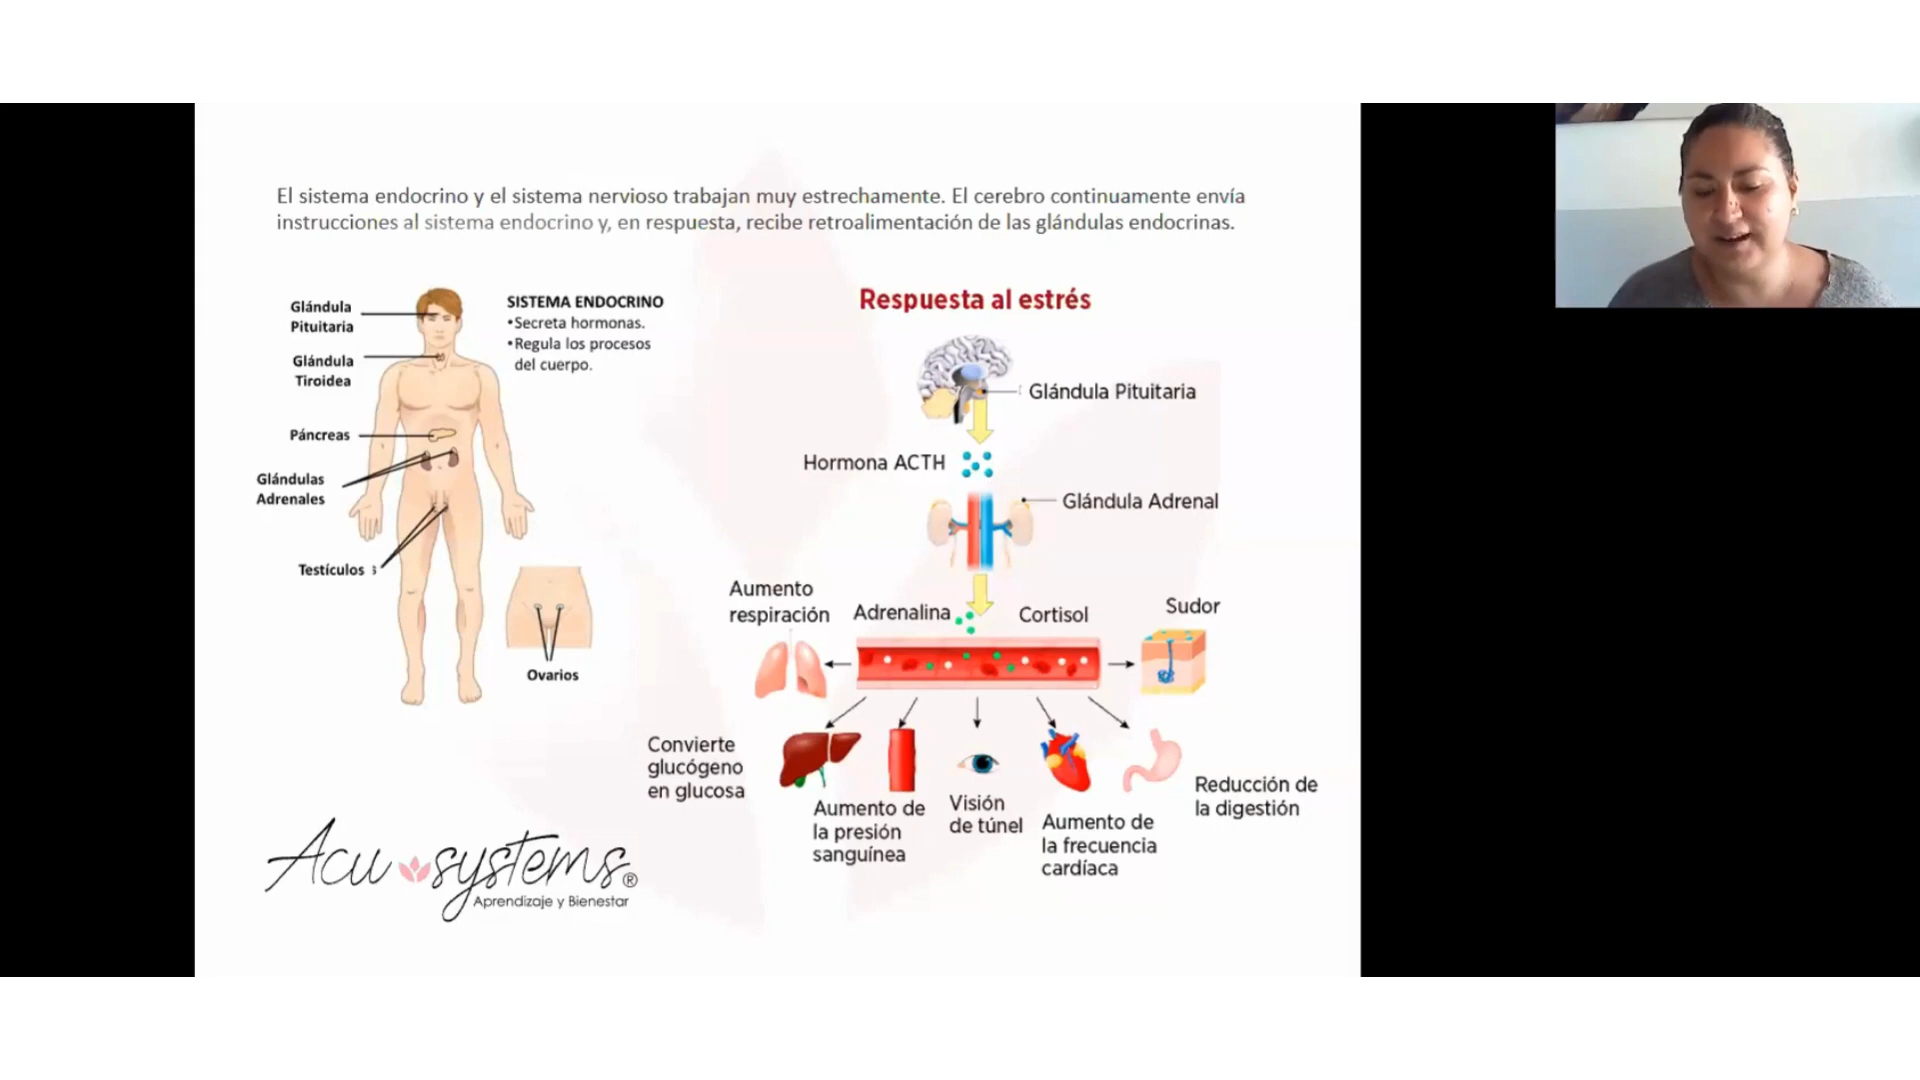 El sistema endocrino y el sistema nervioso trabajan muy estrechamente. El cerebro continuamente envía
instrucciones al sistema endocrino y, en respuesta, recibe retroalimentación de las glándulas endocrinas.
Glándula
Pituitaria
Glándula
Tiroidea
Páncreas
Glándulas
Adrenales
Testículos
SISTEMA ENDOCRINO
•Secreta hormonas.
•Regula los procesos
del cuerpo.
Ovarios
Respuesta al estrés
Glándula Pituitaria
Hormona ACTH
Glándula Adrenal
Aumento
respiración
Adrenalina
Cortisol
Sudor
Convierte
glucógeno
en glucosa
Aumento de
la presión
sanguínea
Visión
de túnel
Aumento de
la frecuencia
cardíaca
Reducción de
la digestión
Acu systems®
Aprendizaje y Bienestar